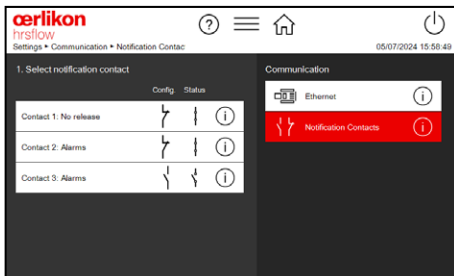 œrlikon
hrsflow
Settings ▸ Communication ▸ Notification Contac
05/07/2024 15:58:49
1. Select notification contact
Config. Status
Contact 1: No release
Contact 2: Alarms
Contact 3: Alarms
Communication
Ethernet
Notification Contacts